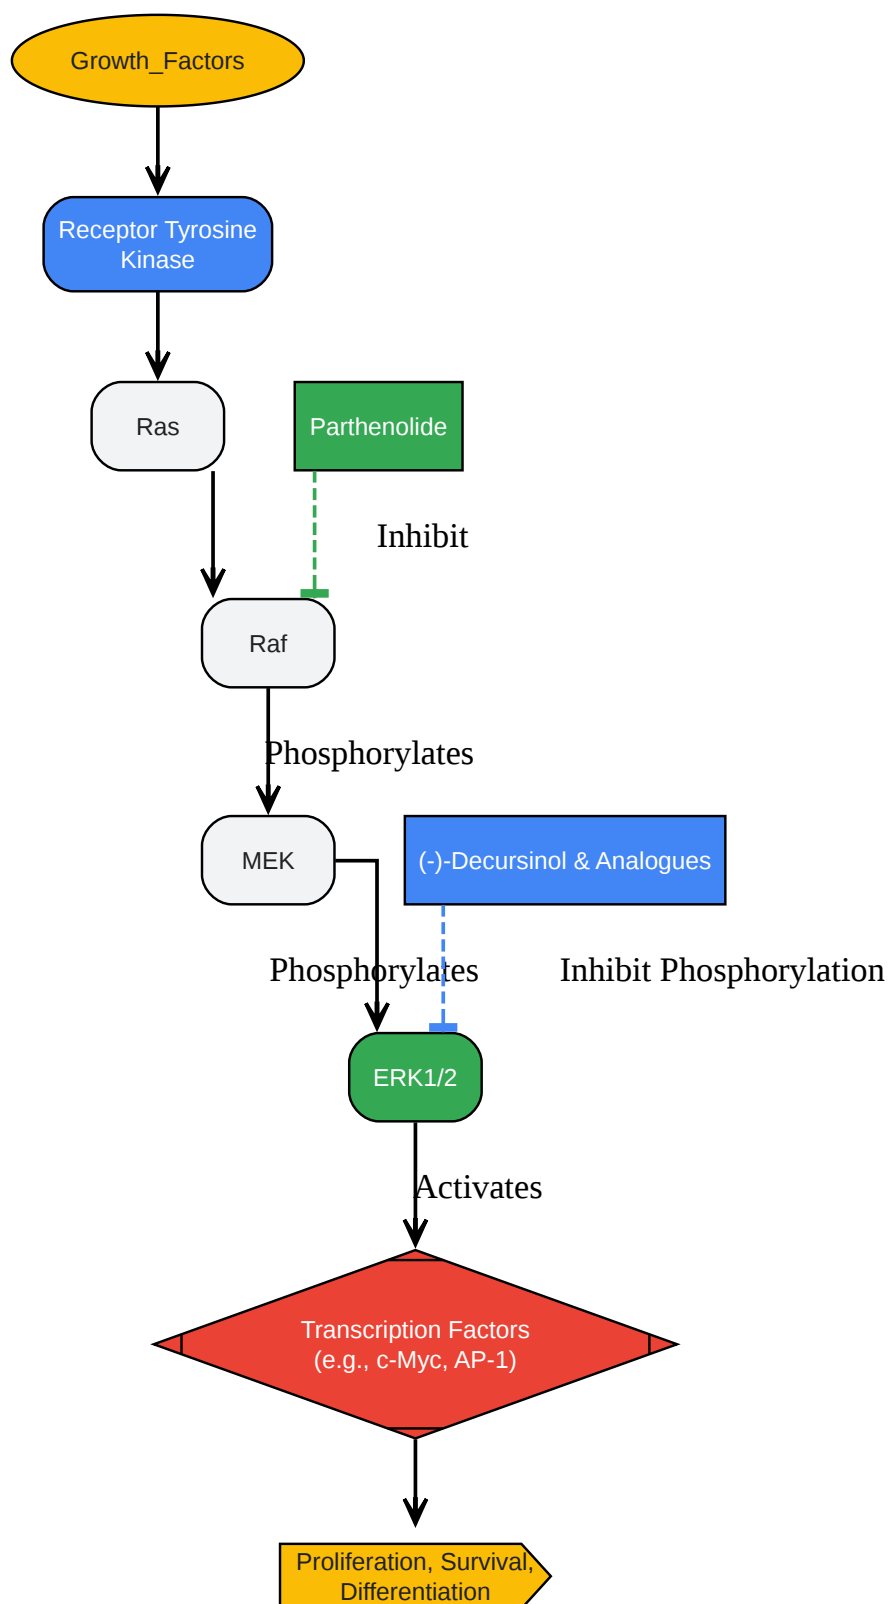 Growth_Factors
Receptor Tyrosine
Kinase
Ras
Parthenolide
Inhibit
Raf
Phosphorylates
MEK
(-)-Decursinol & Analogues
Phosphorylates
Inhibit Phosphorylation
ERK1/2
Activates
Transcription Factors
(e.g., c-Myc, AP-1)
Proliferation, Survival,
Differentiation